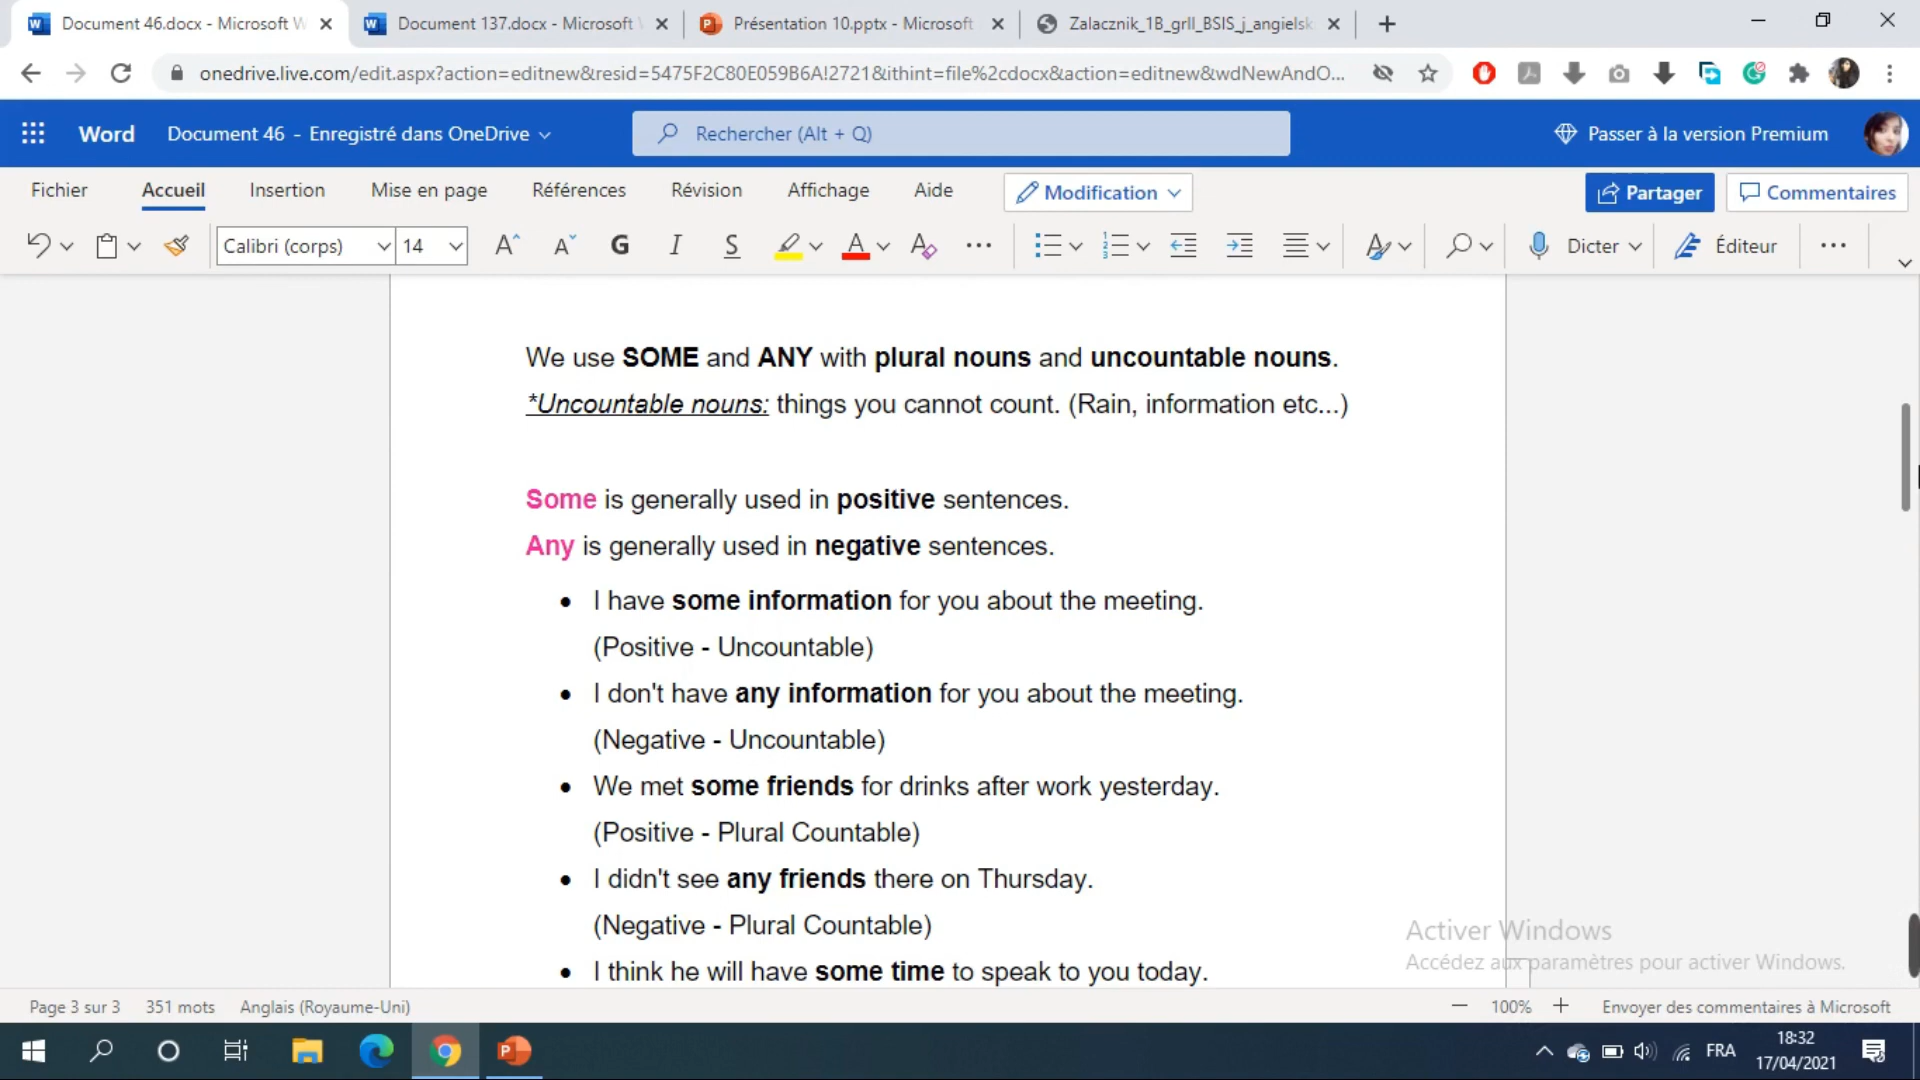 Document 46.docx - Microsoft W
Document 137.docx - Microsoft
Présentation 10.pptx - Microsoft
Zalacznik_1B_grII_BSIS_j_angielsk
onedrive.live.com/edit.aspx?action=editnew&resid=5475F2C80E059B6A!2721&ithint=file%2cdocx&action=editnew&wdNewAndO...
Word
Document 46 - Enregistré dans OneDrive
Rechercher (Alt + Q)
Passer à la version Premium
Fichier
Accueil
Insertion
Mise en page
Références
Révision
Affichage
Aide
Modification
Partager
Commentaires
Calibri (corps)
14
G
I
S
Dicter
Éditeur
We use SOME and ANY with plural nouns and uncountable nouns.
*Uncountable nouns: things you cannot count. (Rain, information etc...)
Some is generally used in positive sentences.
Any is generally used in negative sentences.
• I have some information for you about the meeting.
(Positive - Uncountable)
• I don't have any information for you about the meeting.
(Negative - Uncountable)
• We met some friends for drinks after work yesterday.
(Positive - Plural Countable)
• I didn't see any friends there on Thursday.
(Negative - Plural Countable)
• I think he will have some time to speak to you today.
Activer Windows
Accédez aux paramètres pour activer Windows.
Page 3 sur 3
351 mots
Anglais (Royaume-Uni)
100%
Envoyer des commentaires à Microsoft
FRA
18:32
17/04/2021